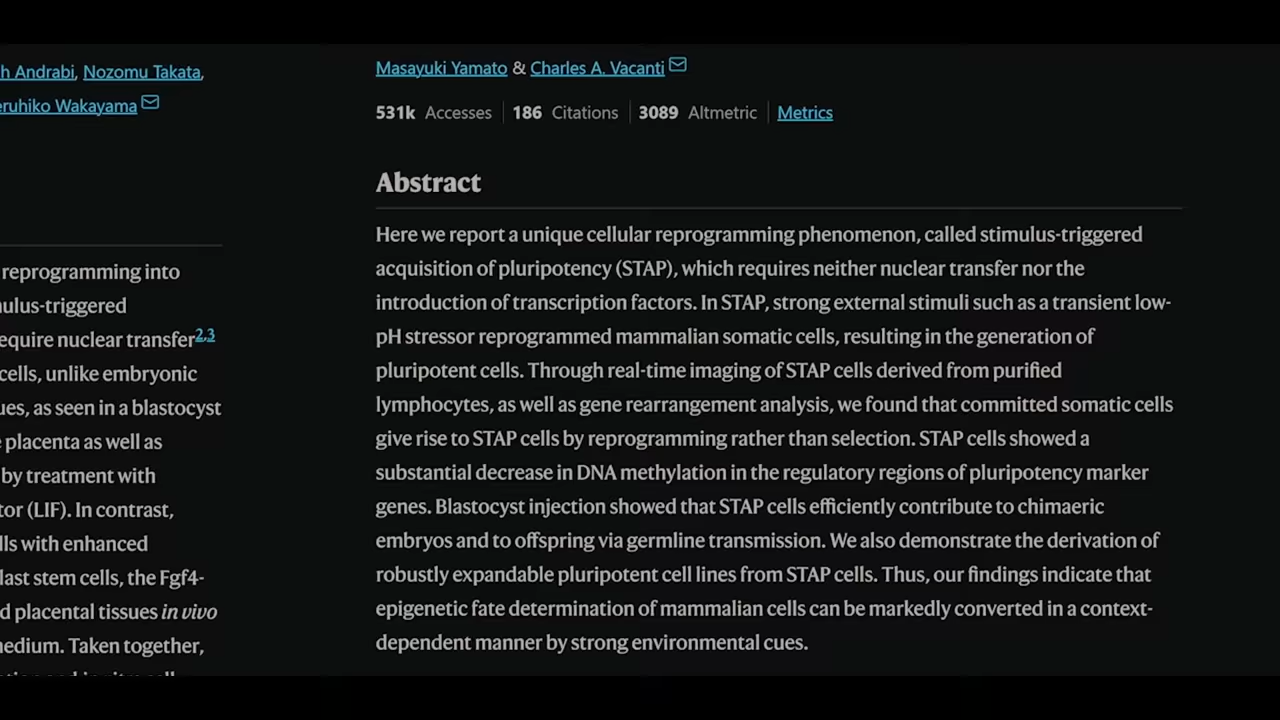 h Andrabi, Nozomu Takata,
eruhiko Wakayama
reprogramming into
ulus-triggered
equire nuclear transfer2,3
cells, unlike embryonic
ues, as seen in a blastocyst
placenta as well as
by treatment with
tor (LIF). In contrast,
lls with enhanced
last stem cells, the Fgf4-
d placental tissues in vivo
medium. Taken together,
Masayuki Yamato & Charles A. Vacanti
531k Accesses 186 Citations 3089 Altmetric Metrics
Abstract
Here we report a unique cellular reprogramming phenomenon, called stimulus-triggered
acquisition of pluripotency (STAP), which requires neither nuclear transfer nor the
introduction of transcription factors. In STAP, strong external stimuli such as a transient low-
pH stressor reprogrammed mammalian somatic cells, resulting in the generation of
pluripotent cells. Through real-time imaging of STAP cells derived from purified
lymphocytes, as well as gene rearrangement analysis, we found that committed somatic cells
give rise to STAP cells by reprogramming rather than selection. STAP cells showed a
substantial decrease in DNA methylation in the regulatory regions of pluripotency marker
genes. Blastocyst injection showed that STAP cells efficiently contribute to chimaeric
embryos and to offspring via germline transmission. We also demonstrate the derivation of
robustly expandable pluripotent cell lines from STAP cells. Thus, our findings indicate that
epigenetic fate determination of mammalian cells can be markedly converted in a context-
dependent manner by strong environmental cues.